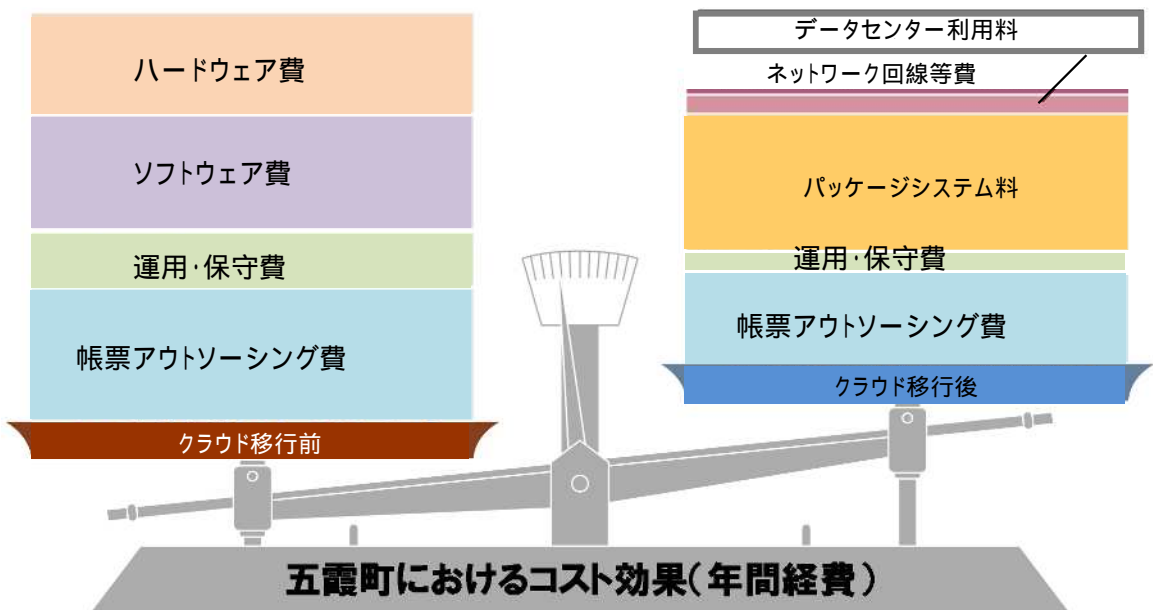 ハードウェア費
ソフトウェア費
運用・保守費
帳票アウトソーシング費
クラウド移行前
データセンター利用料
ネットワーク回線等費
パッケージシステム料
運用・保守費
帳票アウトソーシング費
クラウド移行後
五霞町におけるコスト効果(年間経費)